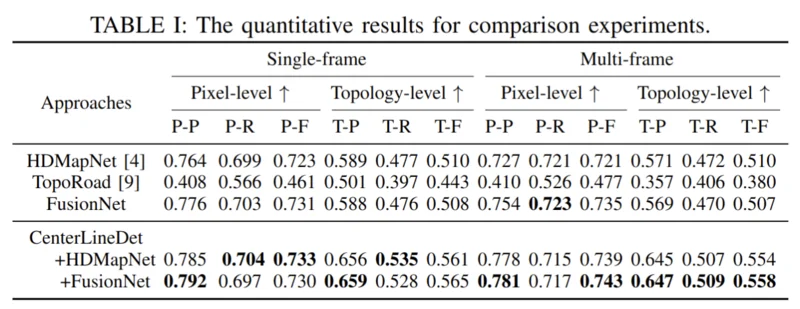 TABLE I: The quantitative results for comparison experiments.
Single-frame Multi-frame
Approaches
Pixel-level ↑ Topology-level ↑ Pixel-level ↑ Topology-level ↑
P-P P-R P-F T-P T-R T-F P-P P-R P-F T-P T-R T-F
HDMapNet [4] 0.764 0.699 0.723 0.589 0.477 0.510 0.727 0.721 0.721 0.571 0.472 0.510
TopoRoad [9] 0.408 0.566 0.461 0.501 0.397 0.443 0.410 0.526 0.477 0.357 0.406 0.380
FusionNet 0.776 0.703 0.731 0.588 0.476 0.508 0.754 0.723 0.735 0.569 0.470 0.507
CenterLineDet
+HDMapNet 0.785 0.704 0.733 0.656 0.535 0.561 0.778 0.715 0.739 0.645 0.507 0.554
+FusionNet 0.792 0.697 0.730 0.659 0.528 0.565 0.781 0.717 0.743 0.647 0.509 0.558